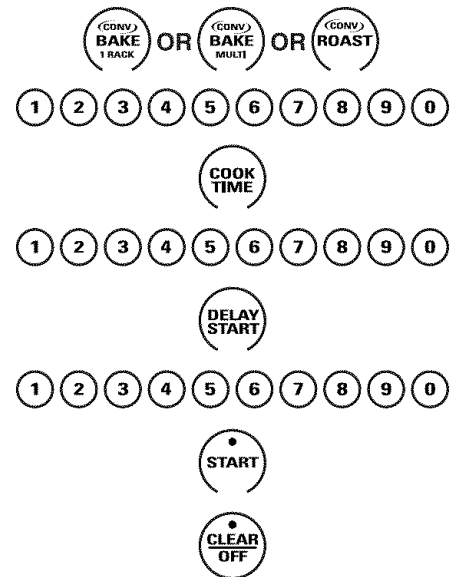 CONV BAKE 1 RACK OR CONV BAKE MULTI OR CONV ROAST
1 2 3 4 5 6 7 8 9 0
COOK
TIME
1 2 3 4 5 6 7 8 9 0
DELAY
START
1 2 3 4 5 6 7 8 9 0
START
CLEAR
OFF